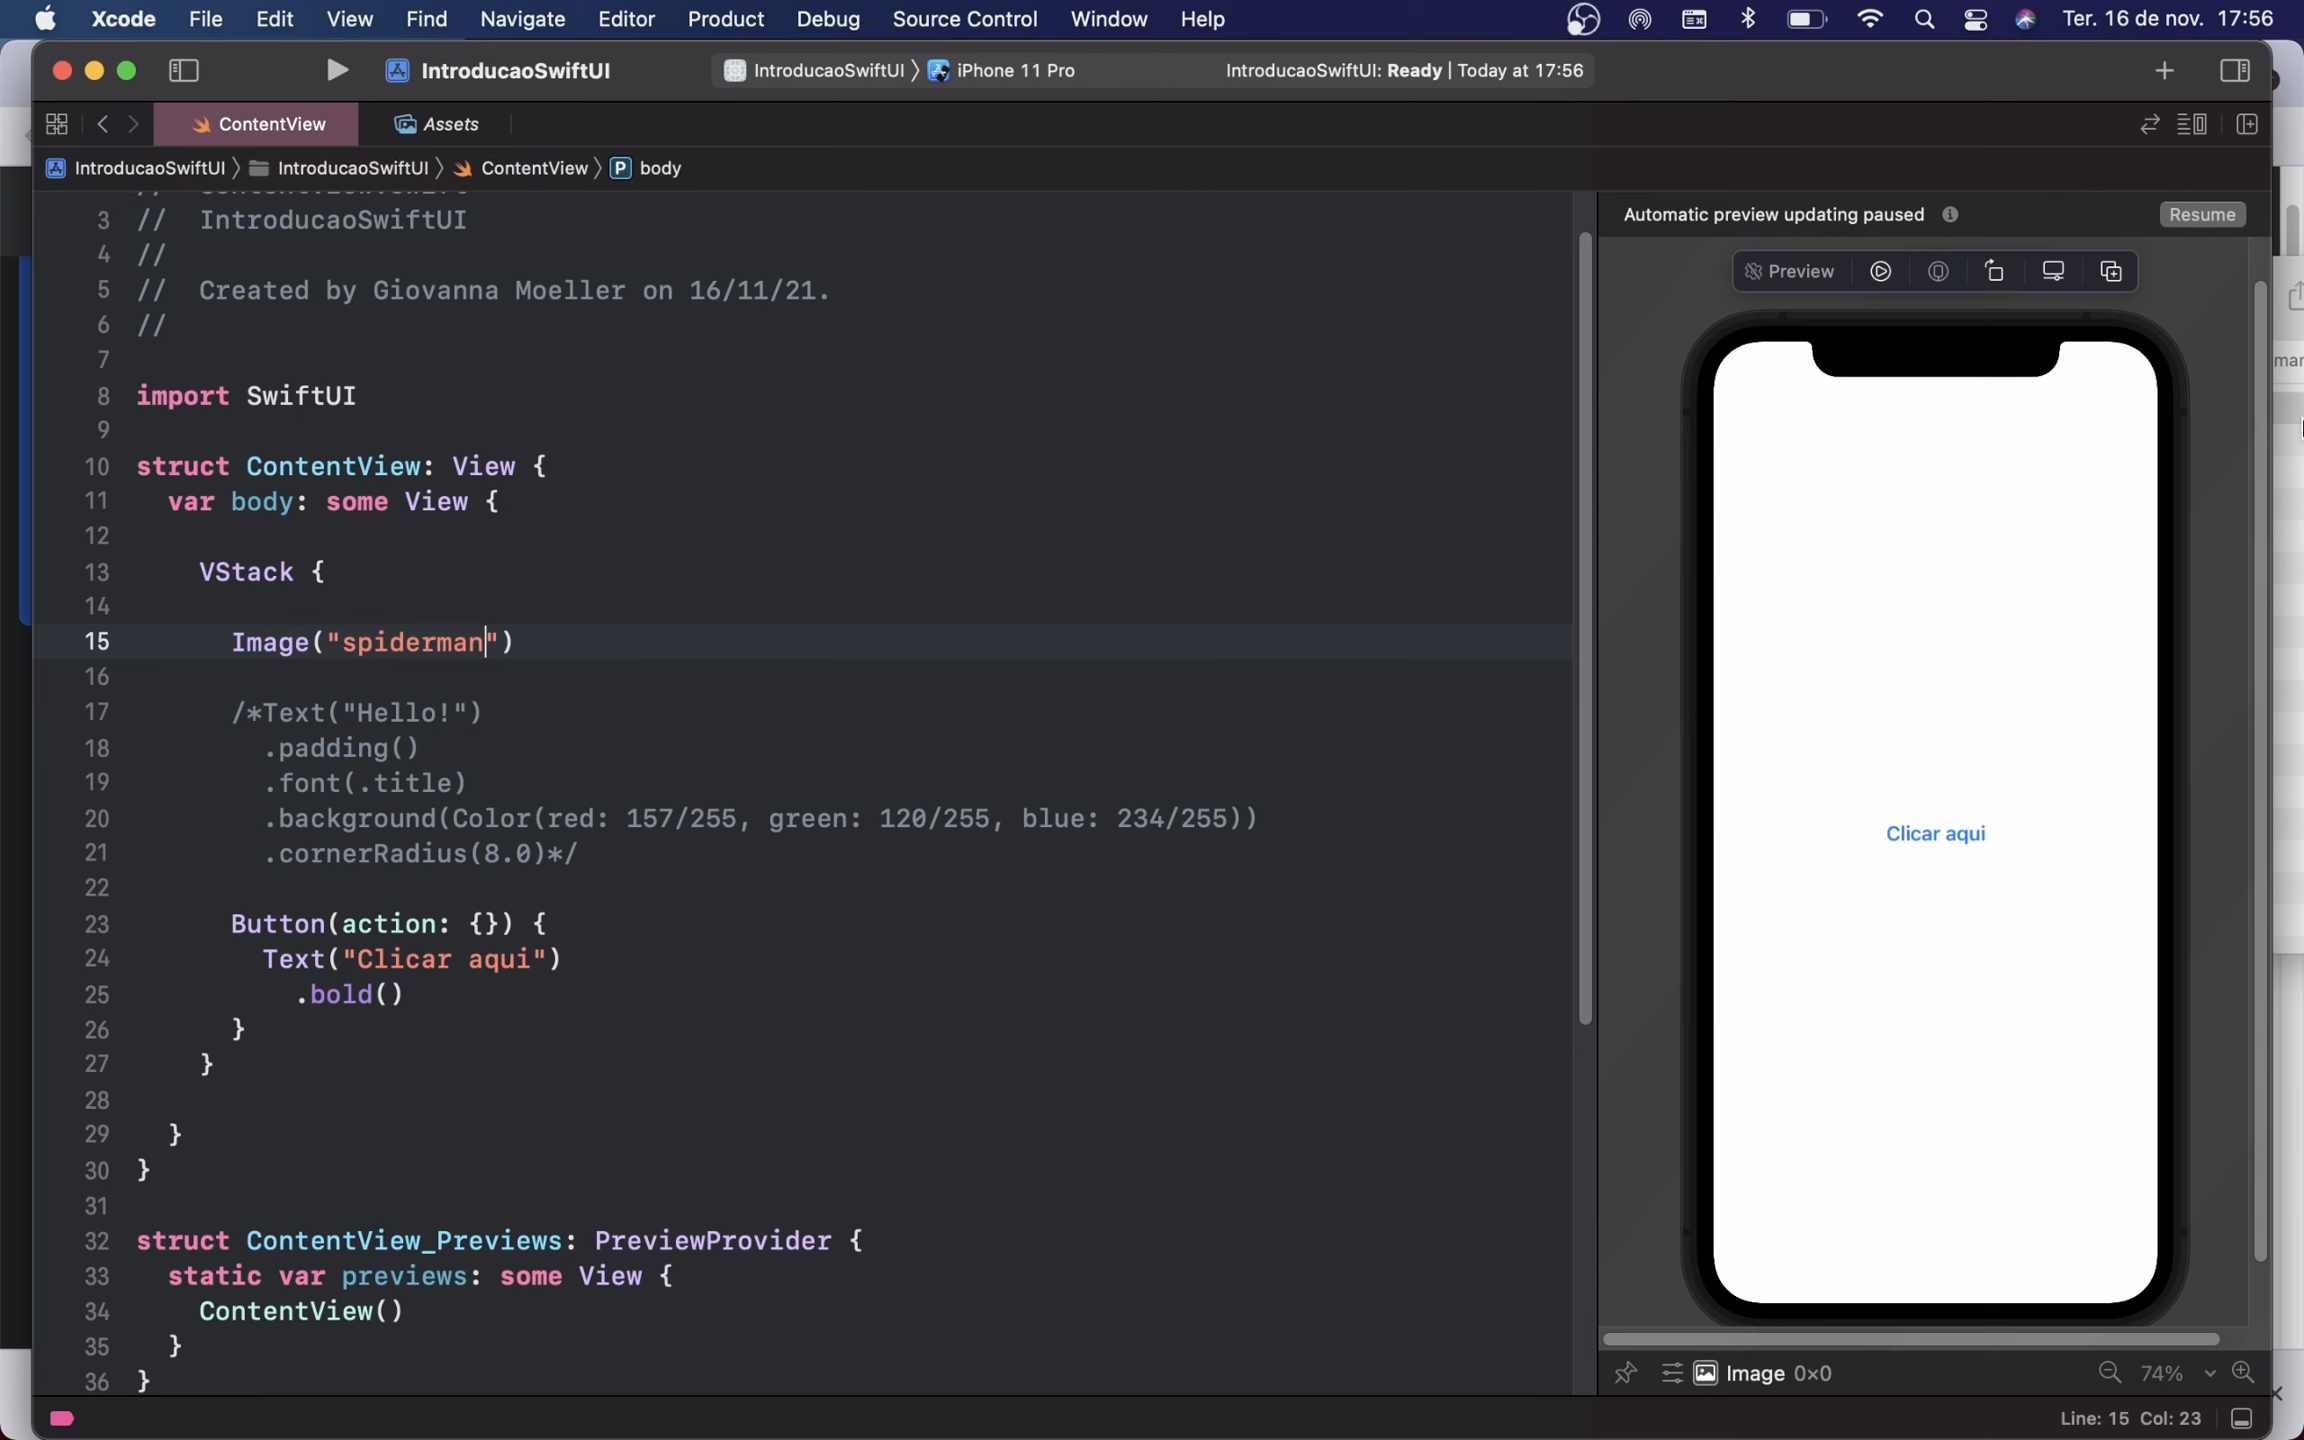 Xcode File Edit View Find Navigate Editor Product Debug Source Control Window Help Ter. 16 de nov. 17:56
IntroducaoSwiftUI IntroducaoSwiftUI 〉 iPhone 11 Pro IntroducaoSwiftUI: Ready | Today at 17:56
ContentView Assets
IntroducaoSwiftUI 〉 IntroducaoSwiftUI 〉 ContentView 〉 P body
3 // IntroducaoSwiftUI
4 //
5 // Created by Giovanna Moeller on 16/11/21.
6 //
7
8 import SwiftUI
9
10 struct ContentView: View {
11 var body: some View {
12
13 VStack {
14
15 Image("spiderman")
16
17 /*Text("Hello!")
18 .padding()
19 .font(.title)
20 .background(Color(red: 157/255, green: 120/255, blue: 234/255))
21 .cornerRadius(8.0)*/
22
23 Button(action: {}) {
24 Text("Clicar aqui")
25 .bold()
26 }
27 }
28
29 }
30 }
31
32 struct ContentView_Previews: PreviewProvider {
33 static var previews: some View {
34 ContentView()
35 }
36 }
Automatic preview updating paused Resume
Preview
Clicar aqui
Image 0×0 74%
Line: 15 Col: 23